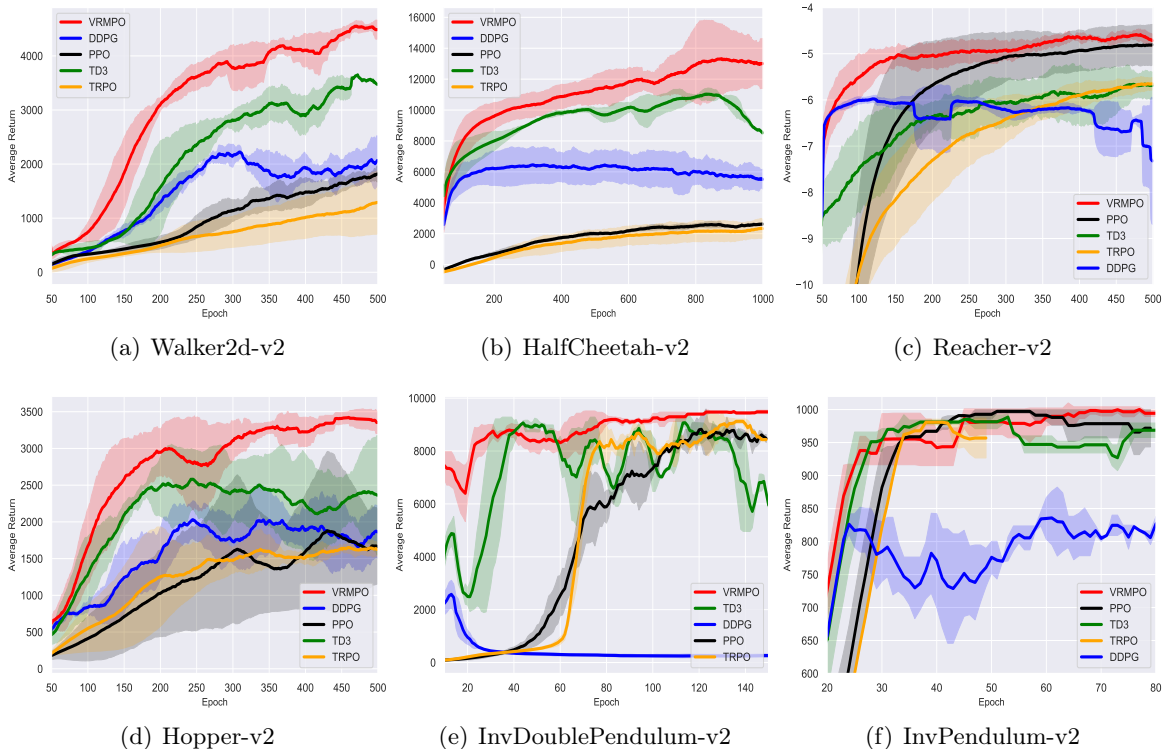 VRMPO
DDPG
PPO
TD3
TRPO
Average Return
4000
3000
2000
1000
0
50 100 150 200 250 300 350 400 450 500
Epoch
(a) Walker2d-v2
VRMPO
DDPG
PPO
TD3
TRPO
Average Return
16000
14000
12000
10000
8000
6000
4000
2000
0
200 400 600 800 1000
Epoch
(b) HalfCheetah-v2
VRMPO
PPO
TD3
TRPO
DDPG
Average Return
−4
−5
−6
−7
−8
−9
−10
50 100 150 200 250 300 350 400 450 500
Epoch
(c) Reacher-v2
VRMPO
DDPG
PPO
TD3
TRPO
Average Return
3500
3000
2500
2000
1500
1000
500
0
50 100 150 200 250 300 350 400 450 500
Epoch
(d) Hopper-v2
VRMPO
TD3
DDPG
PPO
TRPO
Average Return
10000
8000
6000
4000
2000
0
20 40 60 80 100 120 140
Epoch
(e) InvDoublePendulum-v2
VRMPO
PPO
TD3
TRPO
DDPG
Average Return
1000
950
900
850
800
750
700
650
600
20 30 40 50 60 70 80
Epoch
(f) InvPendulum-v2